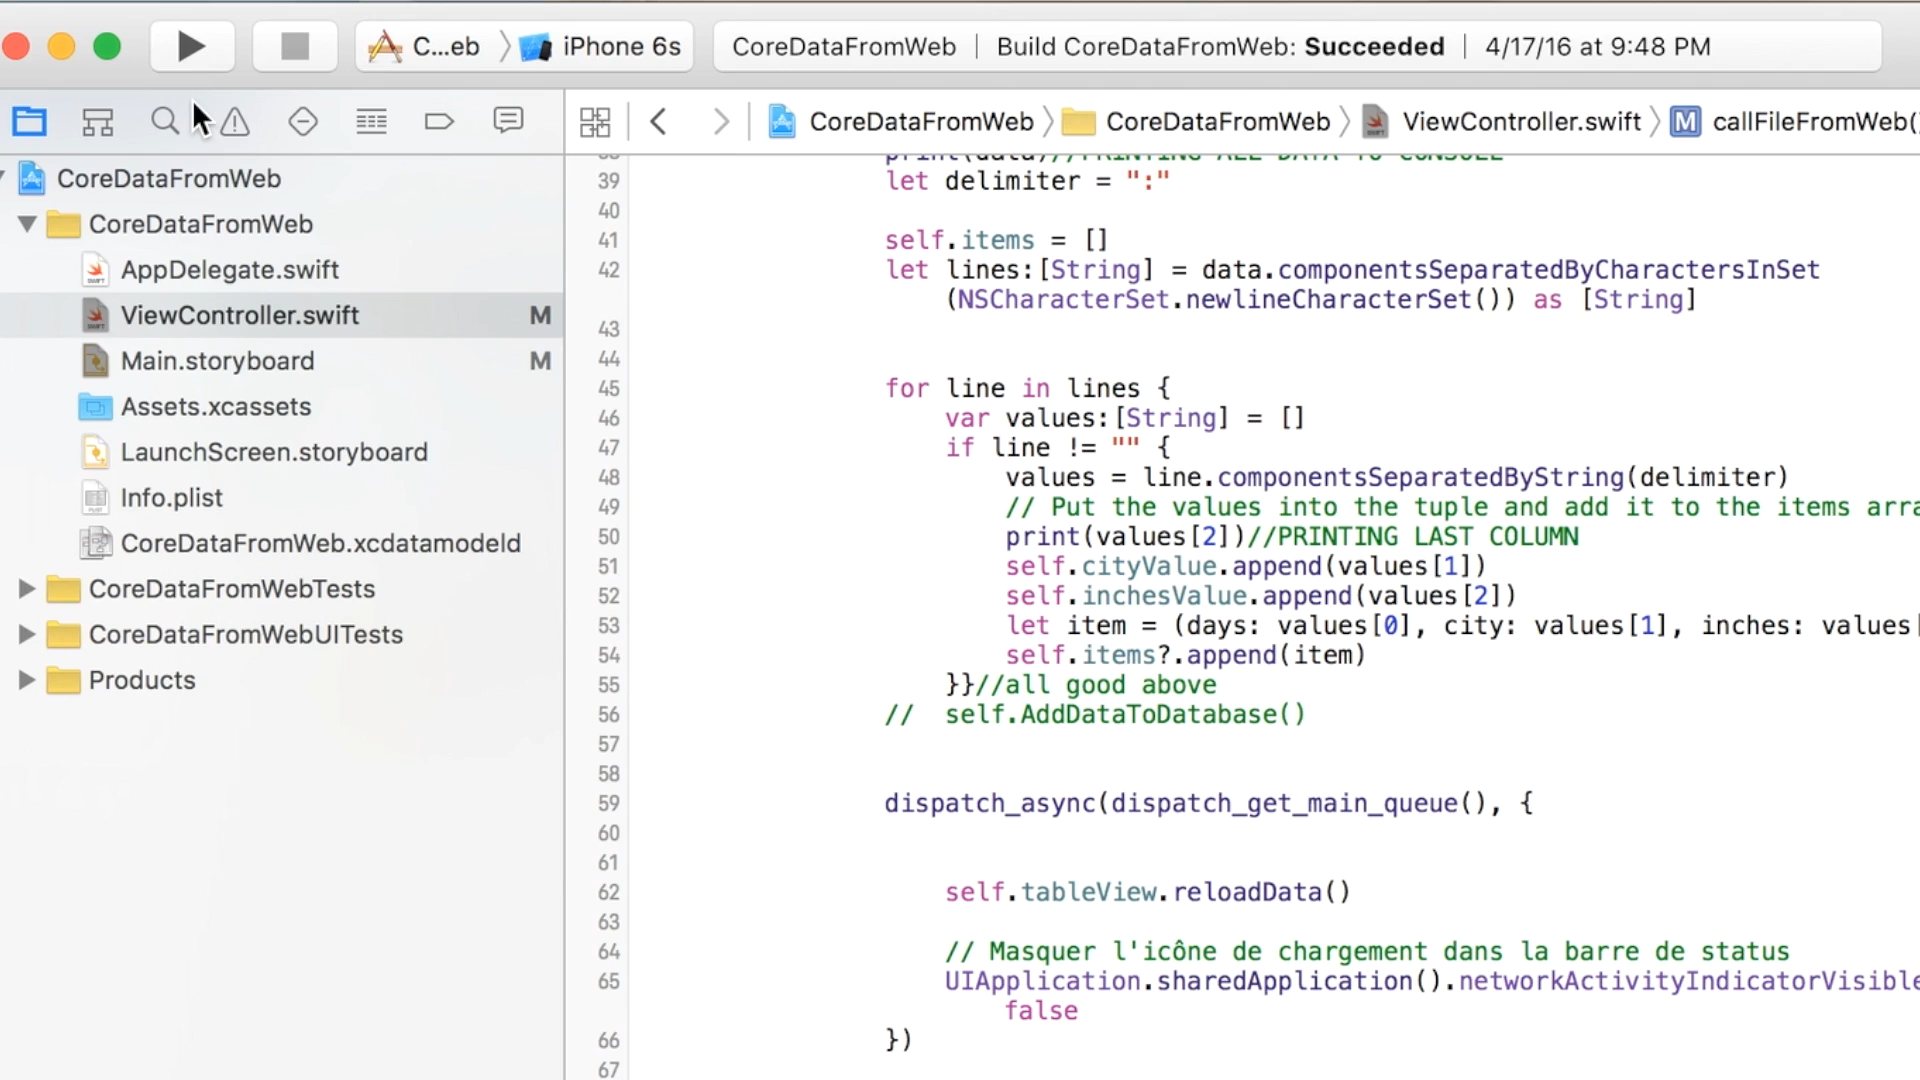 C...eb iPhone 6s CoreDataFromWeb Build CoreDataFromWeb: Succeeded 4/17/16 at 9:48 PM
CoreDataFromWeb CoreDataFromWeb ViewController.swift M callFileFromWeb(
CoreDataFromWeb
CoreDataFromWeb
AppDelegate.swift
ViewController.swift M
Main.storyboard M
Assets.xcassets
LaunchScreen.storyboard
Info.plist
CoreDataFromWeb.xcdatamodeld
CoreDataFromWebTests
CoreDataFromWebUITests
Products
print(data)//PRINTING ALL DATA TO CONSOLE
39 let delimiter = ":"
40
41 self.items = []
42 let lines:[String] = data.componentsSeparatedByCharactersInSet
(NSCharacterSet.newlineCharacterSet()) as [String]
43
44
45 for line in lines {
46 var values:[String] = []
47 if line != "" {
48 values = line.componentsSeparatedByString(delimiter)
49 // Put the values into the tuple and add it to the items arra
50 print(values[2])//PRINTING LAST COLUMN
51 self.cityValue.append(values[1])
52 self.inchesValue.append(values[2])
53 let item = (days: values[0], city: values[1], inches: values[
54 self.items?.append(item)
55 }}//all good above
56 // self.AddDataToDatabase()
57
58
59 dispatch_async(dispatch_get_main_queue(), {
60
61
62 self.tableView.reloadData()
63
64 // Masquer l'icône de chargement dans la barre de status
65 UIApplication.sharedApplication().networkActivityIndicatorVisible
false
66 })
67